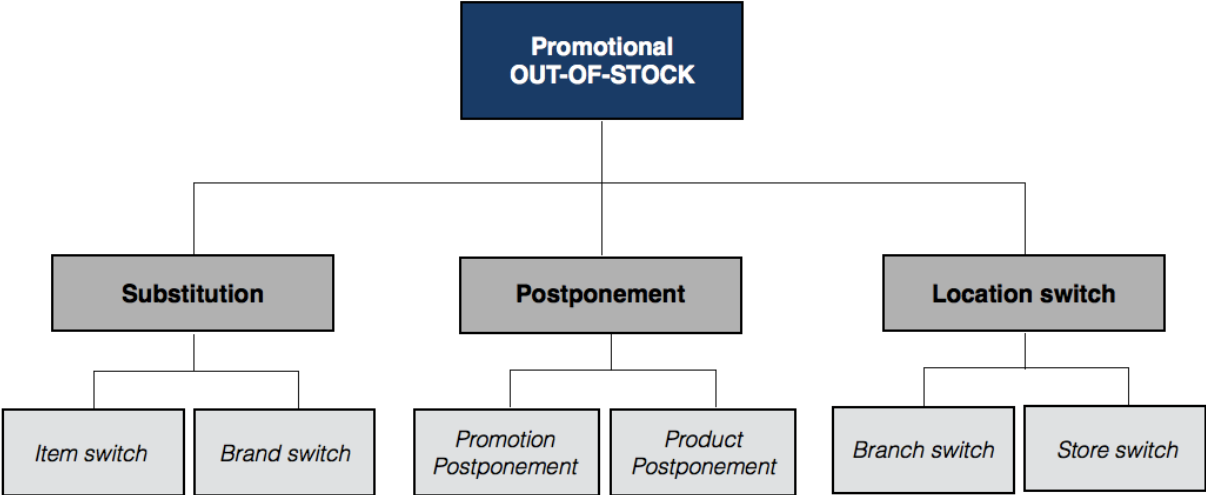 Promotional
OUT-OF-STOCK
Substitution
Postponement
Location switch
Item switch
Brand switch
Promotion
Postponement
Product
Postponement
Branch switch
Store switch